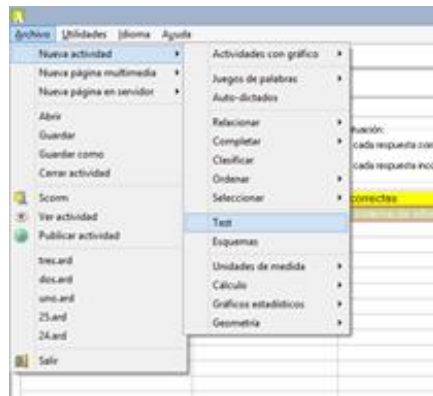 Archivo Utilidades Idioma Ayuda
Nueva actividad
Nueva página multimedia
Nueva página en servidor
Abrir
Guardar
Guardar como
Cerrar actividad
Scorm
Ver actividad
Publicar actividad
tres.ard
dos.ard
uno.ard
25.ard
24.ard
Salir
Actividades con gráfico
Juegos de palabras
Auto-dictados
Relacionar
Completar
Clasificar
Ordenar
Seleccionar
Test
Esquemas
Unidades de medida
Cálculo
Gráficos estadísticos
Geometría
tuación:
cada respuesta
cada respuesta
correctas